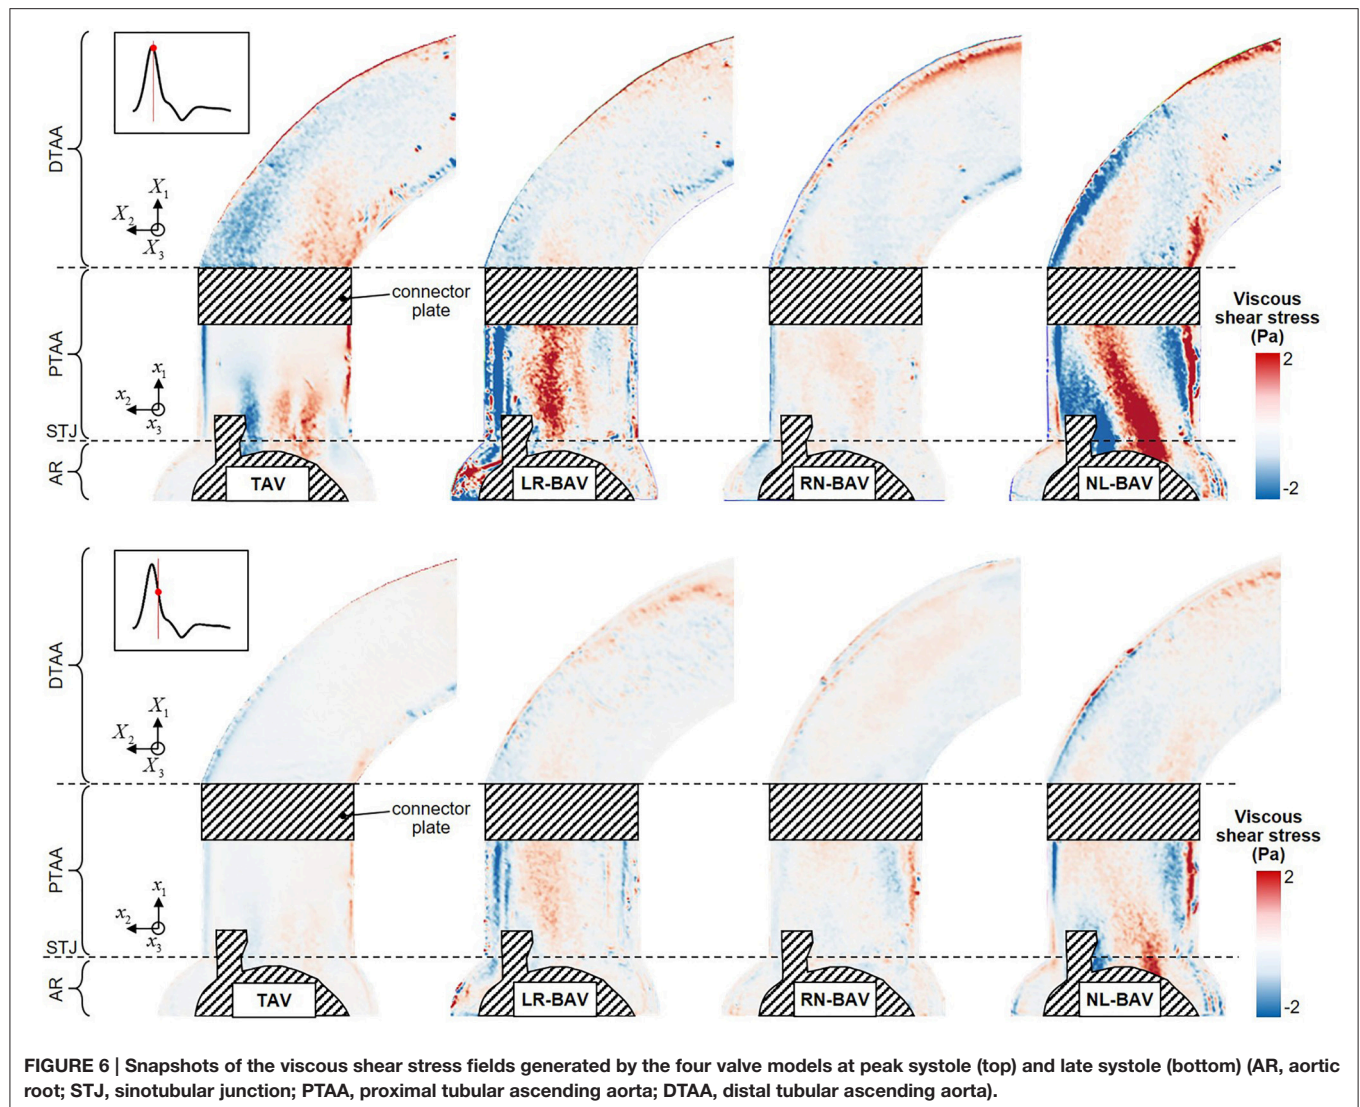 DTAA
X1
X2
X3
connector
plate
PTAA
x1
x2
x3
STJ
AR
TAV
LR-BAV
RN-BAV
NL-BAV
Viscous
shear stress
(Pa)
2
-2
DTAA
X1
X2
X3
connector
plate
PTAA
x1
x2
x3
STJ
AR
TAV
LR-BAV
RN-BAV
NL-BAV
Viscous
shear stress
(Pa)
2
-2
FIGURE 6 | Snapshots of the viscous shear stress fields generated by the four valve models at peak systole (top) and late systole (bottom) (AR, aortic
root; STJ, sinotubular junction; PTAA, proximal tubular ascending aorta; DTAA, distal tubular ascending aorta).